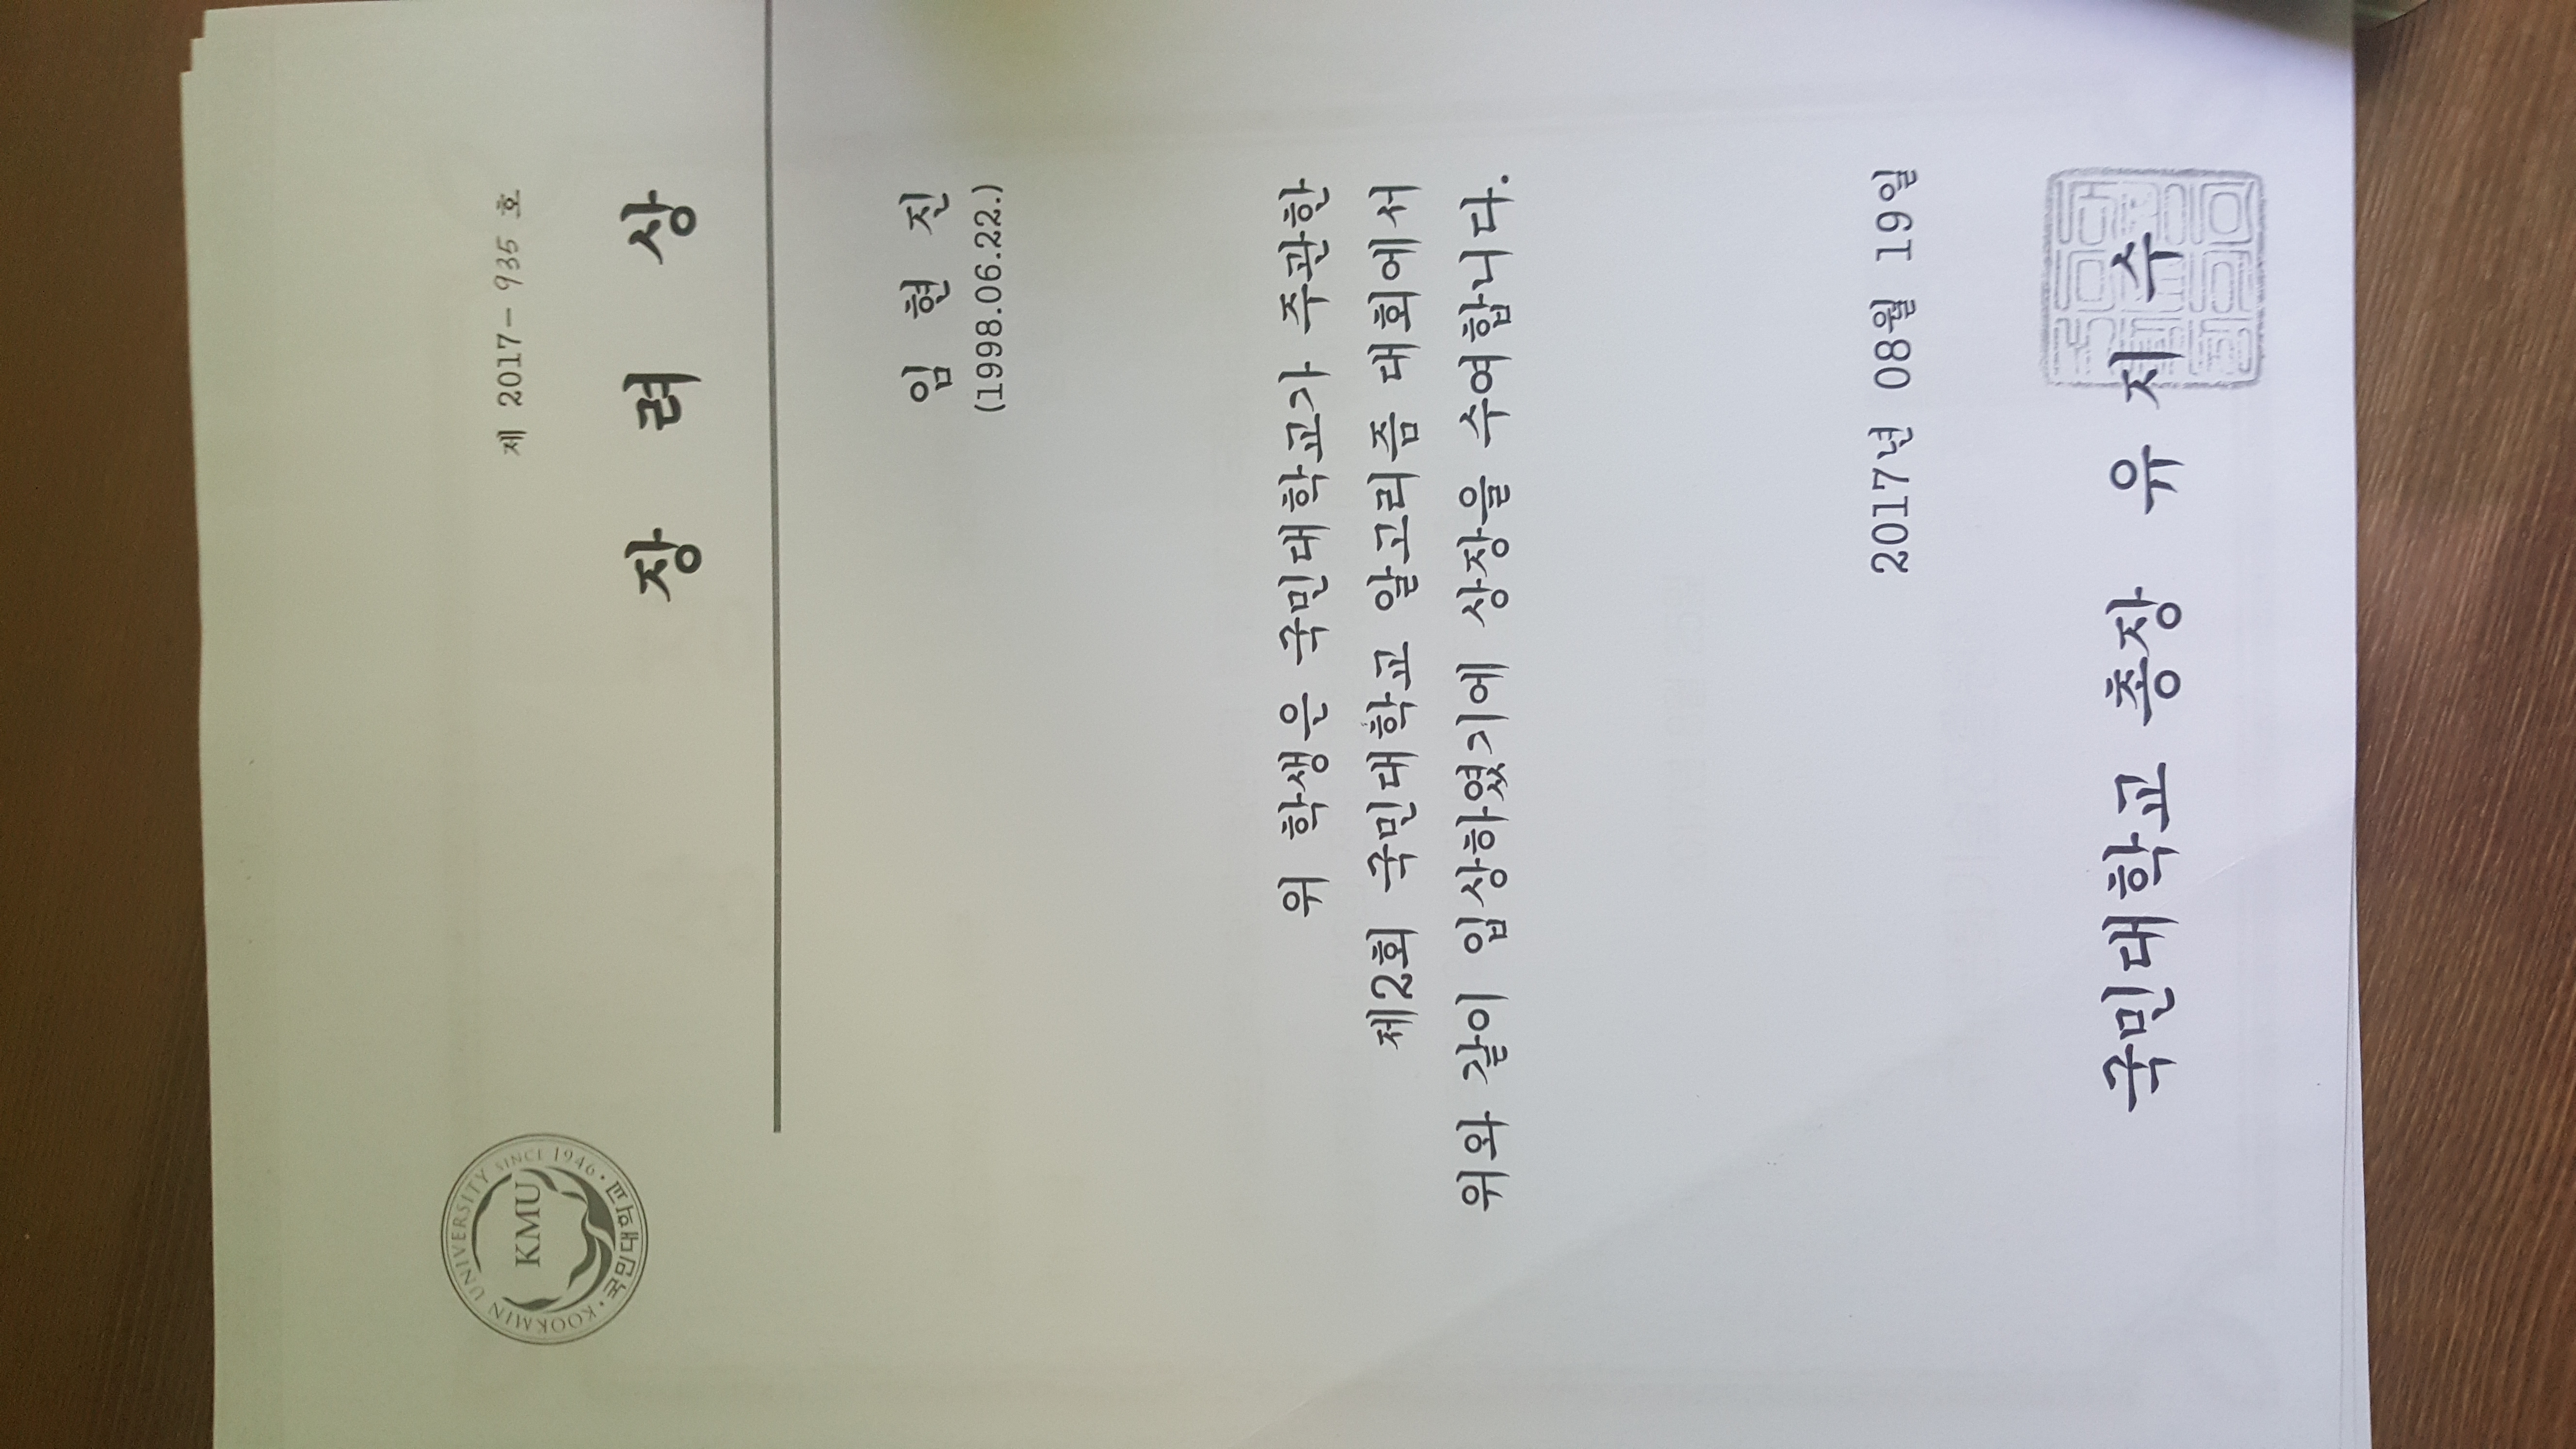 KOOKMIN UNIVERSITY SINCE 1946
KMU
국민대학교
제 2017- 935 호
장 려 상
임 현 진
(1998.06.22.)
위 학생은 국민대학교가 주관한
제2회 국민대학교 알고리즘 대회에서
위와 같이 입상하였기에 상장을 수여합니다.
2017년 08월 19일
국민대학교 총장 유 지 수